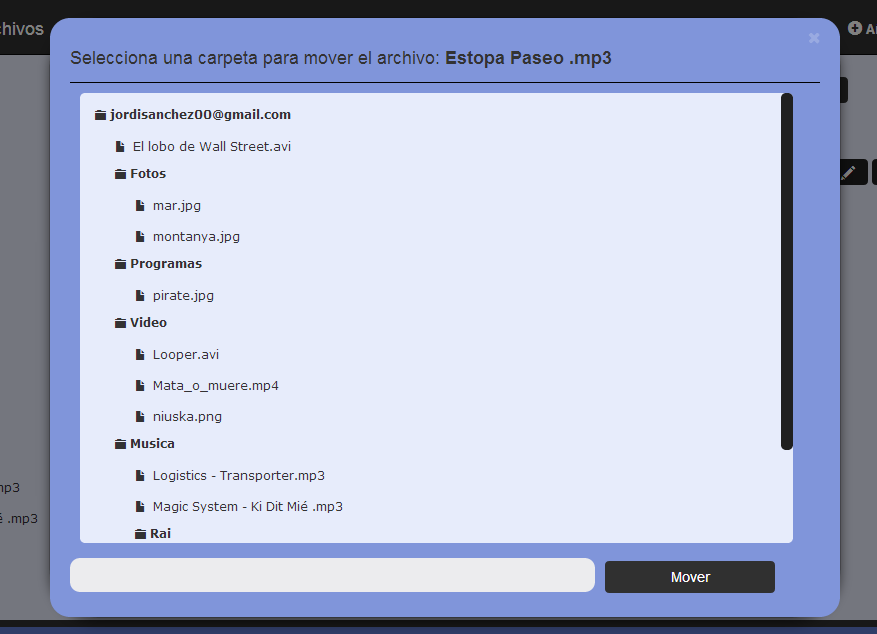 chivos
Selecciona una carpeta para mover el archivo: Estopa Paseo .mp3
×
jordisanchez00@gmail.com
El lobo de Wall Street.avi
Fotos
mar.jpg
montanya.jpg
Programas
pirate.jpg
Video
Looper.avi
Mata_o_muere.mp4
niuska.png
Musica
Logistics - Transporter.mp3
Magic System - Ki Dit Mié .mp3
Rai
mp3
é .mp3
Mover